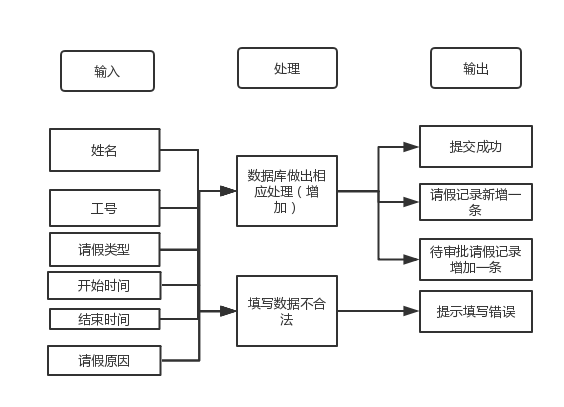 输入
处理
输出
姓名
工号
请假类型
开始时间
结束时间
请假原因
数据库做出相
应处理（增
加）
填写数据不合
法
提交成功
请假记录新增一
条
待审批请假记录
增加一条
提示填写错误